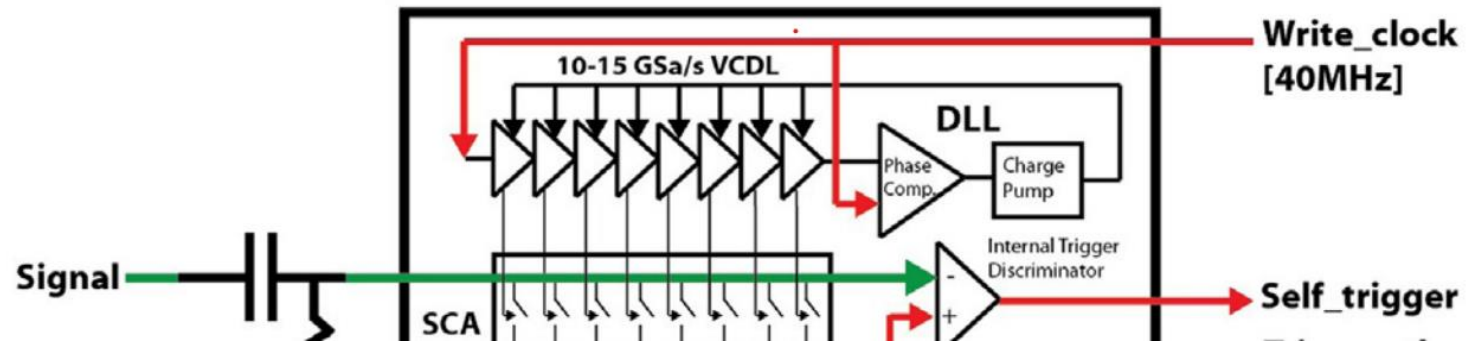 Write_clock
[40MHz]
10-15 GSa/s VCDL
DLL
Phase
Comp.
Charge
Pump
Internal Trigger
Discriminator
Signal
-
+
Self_trigger
SCA